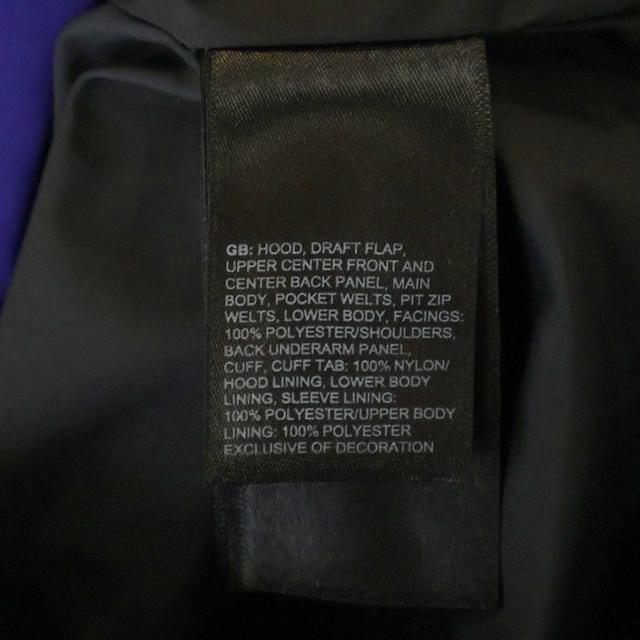 GB: HOOD, DRAFT FLAP,
UPPER CENTER FRONT AND
CENTER BACK PANEL, MAIN
BODY, POCKET WELTS, PIT ZIP
WELTS, LOWER BODY, FACINGS:
100% POLYESTER/SHOULDERS,
BACK UNDERARM PANEL,
CUFF, CUFF TAB: 100% NYLON/
HOOD LINING, LOWER BODY
LINING, SLEEVE LINING:
100% POLYESTER/UPPER BODY
LINING: 100% POLYESTER
EXCLUSIVE OF DECORATION